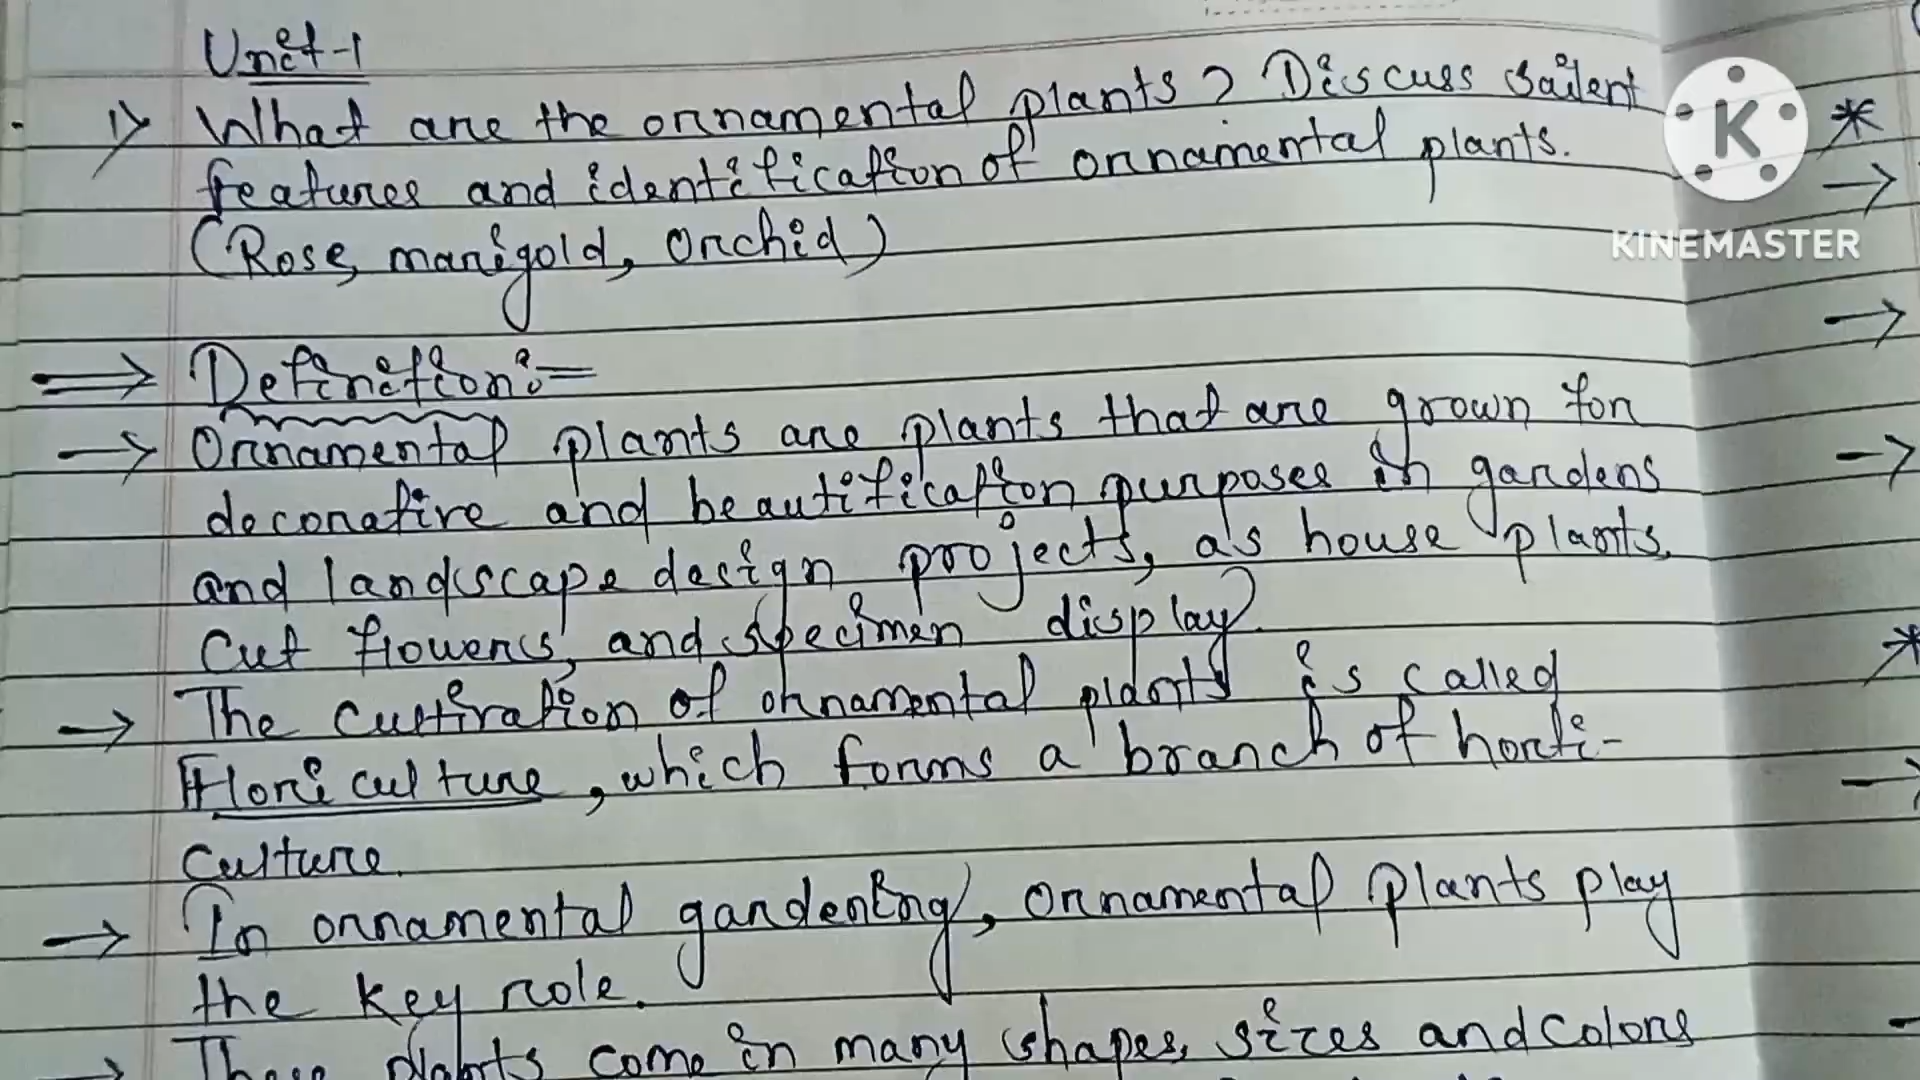 Unit-1
1) What are the ornamental plants? Discuss sailent
features and identification of ornamental plants.
(Rose, marigold, Orchid)
Definition:=
→ Ornamental plants are plants that are grown for
decorative and beautification purposes in gardens
and landscape design projects, as house plants,
cut flowers, and specimen display.
→ The cultivation of ornamental plants is called
Floriculture, which forms a branch of horti-
culture.
→ In ornamental gardening, ornamental plants play
the key role.
→ These plants come in many shapes, sizes and colors
K
KINEMASTER